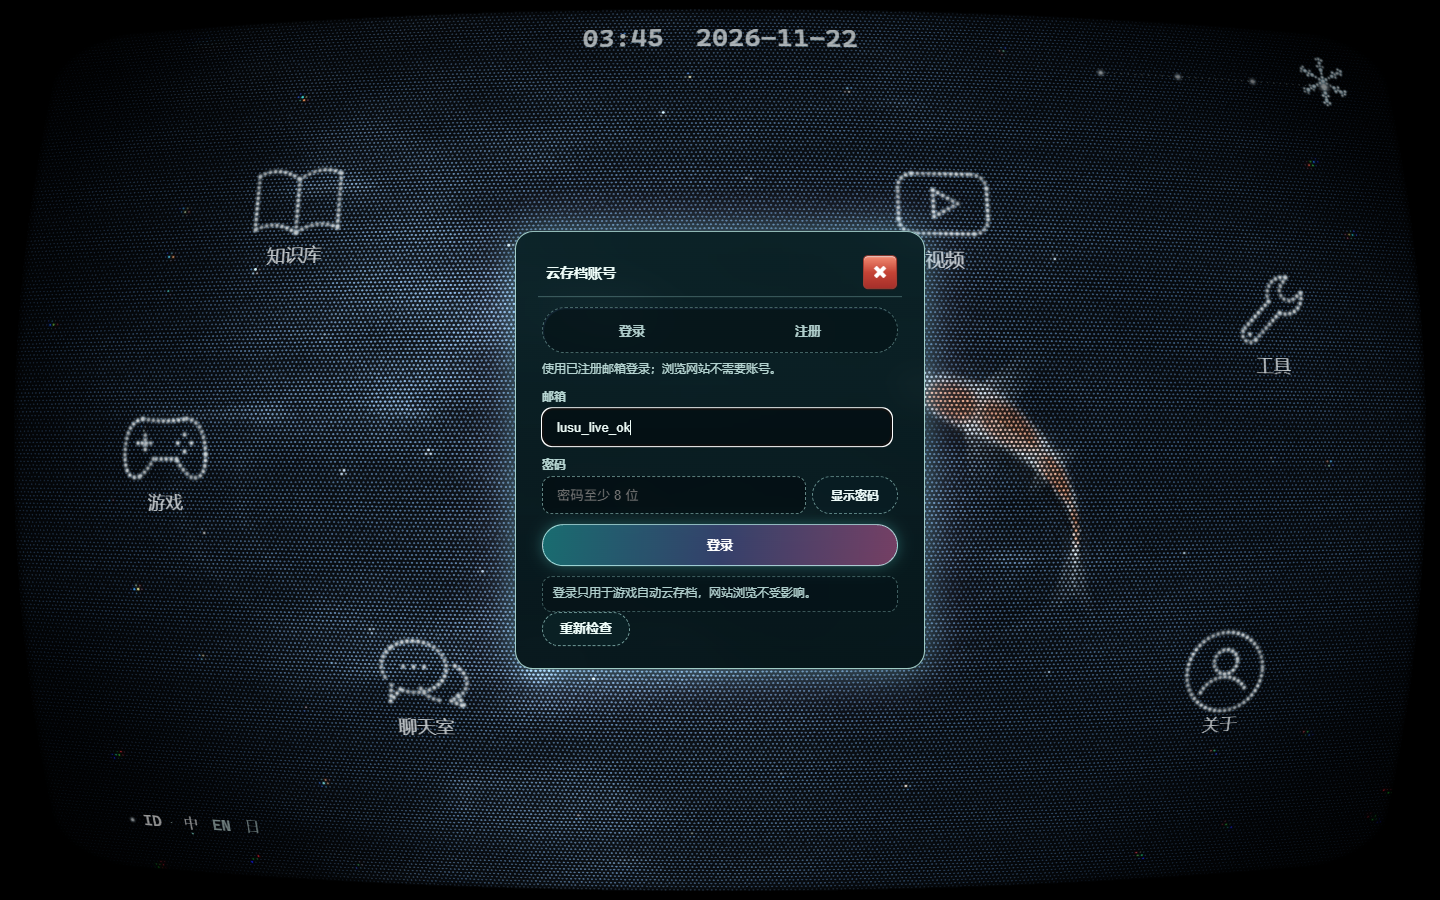 03:45 2026-11-22
知识库
视频
云存档账号
登录 注册
使用已注册邮箱登录；浏览网站不需要账号。
工具
邮箱
lusu_live_ok
密码
密码至少 8 位 显示密码
游戏
登录
登录只用于游戏自动云存档，网站浏览不受影响。
重新检查
聊天室
关于
ID 中 EN 日